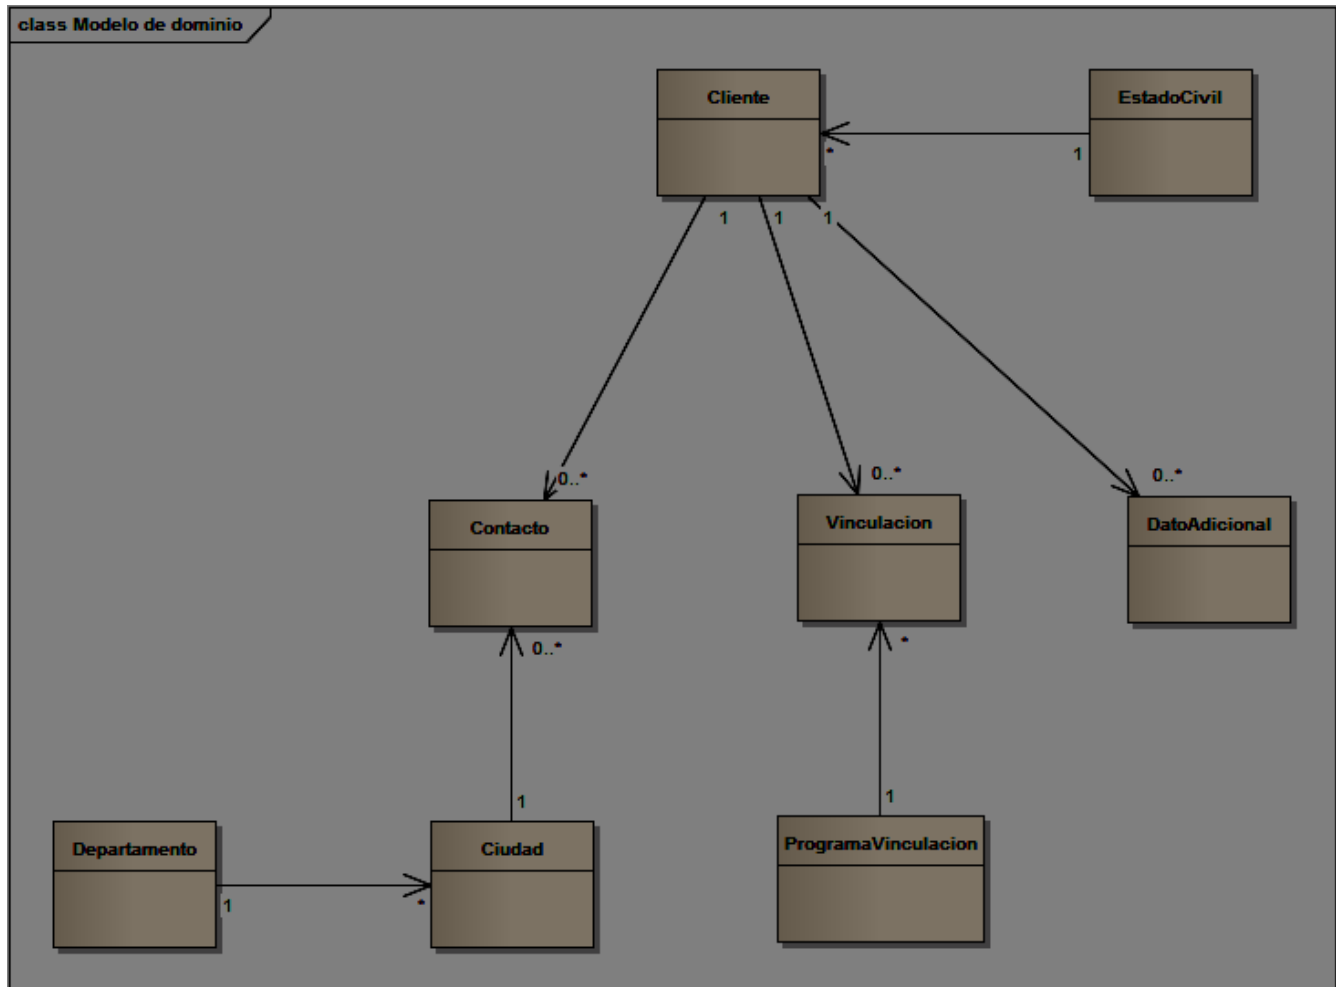 class Modelo de dominio
Cliente
EstadoCivil
*
1
1
1
1
0..*
0..*
0..*
Contacto
Vinculacion
DatoAdicional
0..*
*
1
1
Departamento
Ciudad
ProgramaVinculacion
1
*